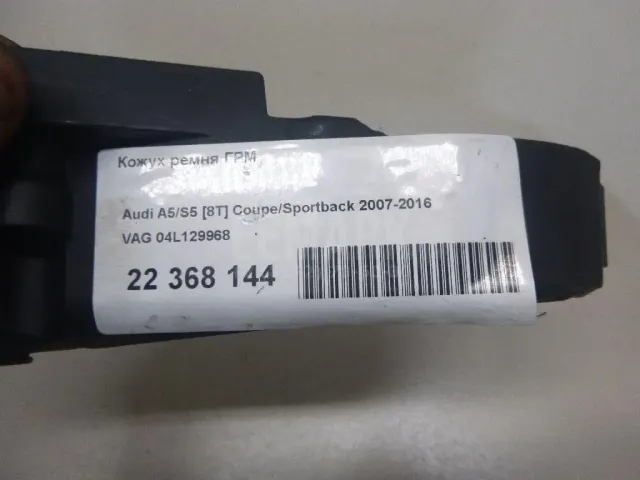 Кожух ремня ГРМ
Audi A5/S5 [8T] Coupe/Sportback 2007-2016
VAG 04L129968
22 368 144